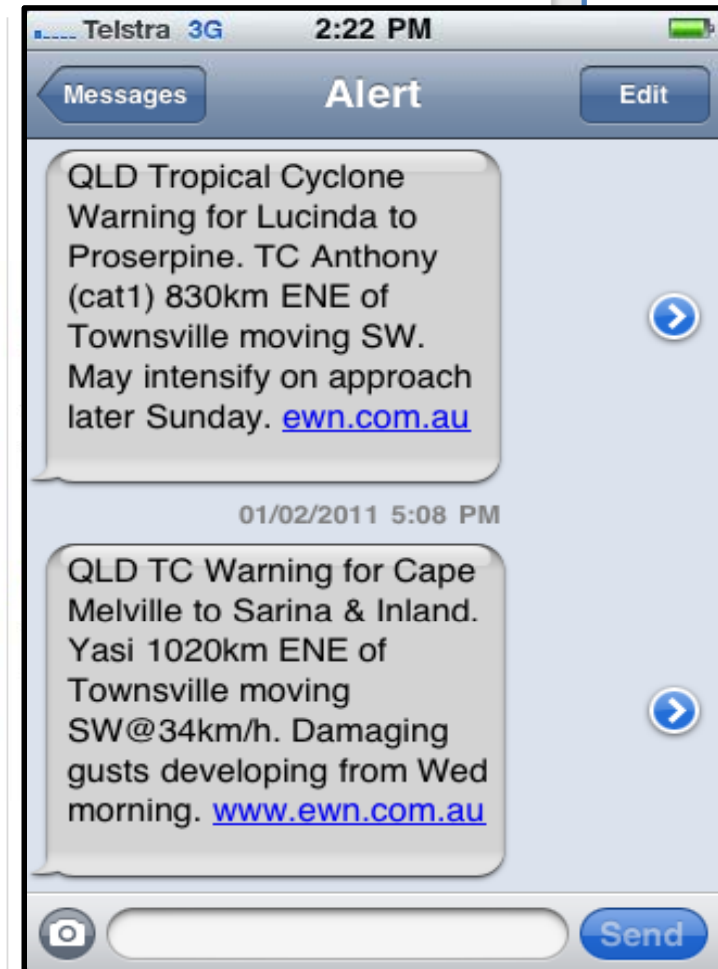 Telstra 3G 2:22 PM
Messages Alert Edit
QLD Tropical Cyclone
Warning for Lucinda to
Proserpine. TC Anthony
(cat1) 830km ENE of
Townsville moving SW.
May intensify on approach
later Sunday. ewn.com.au
01/02/2011 5:08 PM
QLD TC Warning for Cape
Melville to Sarina & Inland.
Yasi 1020km ENE of
Townsville moving
SW@34km/h. Damaging
gusts developing from Wed
morning. www.ewn.com.au
Send